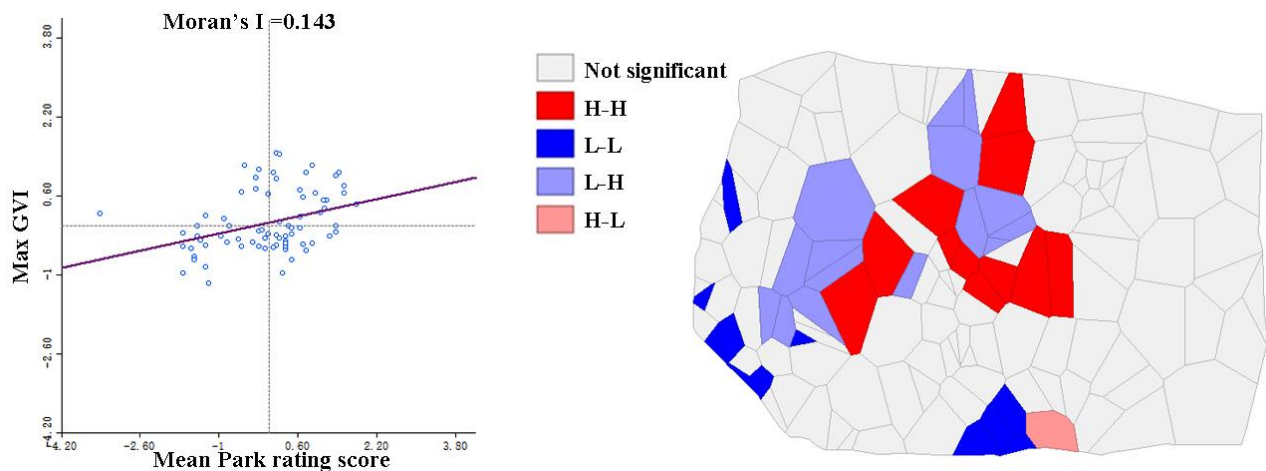 Moran's I =0.143
3.80
2.20
0.60
-1
-2.60
-4.20
Max GVI
-4.20 -2.60 -1 0.60 2.20 3.80
Mean Park rating score
Not significant
H-H
L-L
L-H
H-L